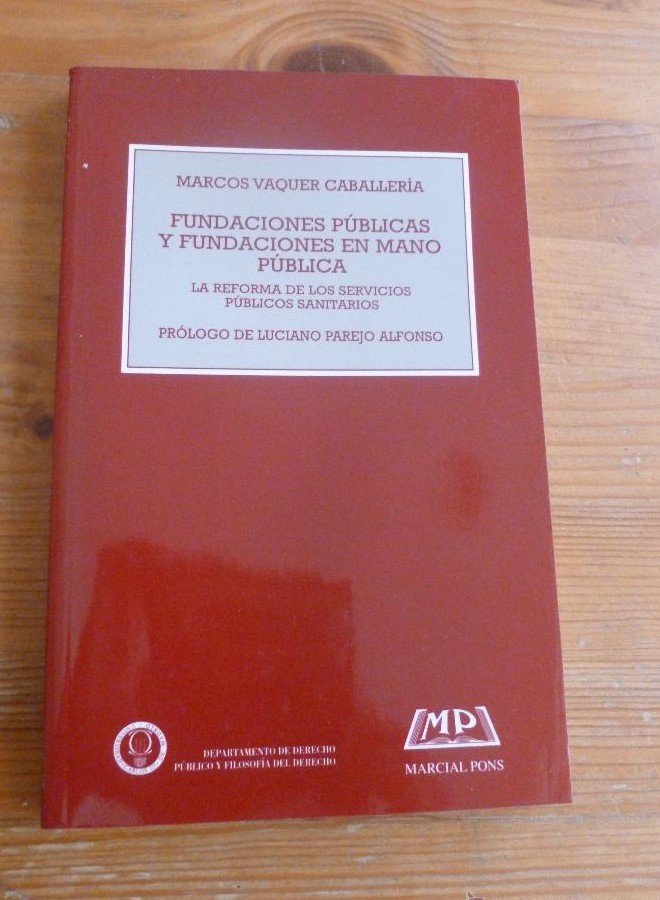 MARCOS VAQUER CABALLERÍA
FUNDACIONES PÚBLICAS
Y FUNDACIONES EN MANO
PÚBLICA
LA REFORMA DE LOS SERVICIOS
PÚBLICOS SANITARIOS
PRÓLOGO DE LUCIANO PAREJO ALFONSO
DEPARTAMENTO DE DERECHO
PÚBLICO Y FILOSOFÍA DEL DERECHO
MP
MARCIAL PONS